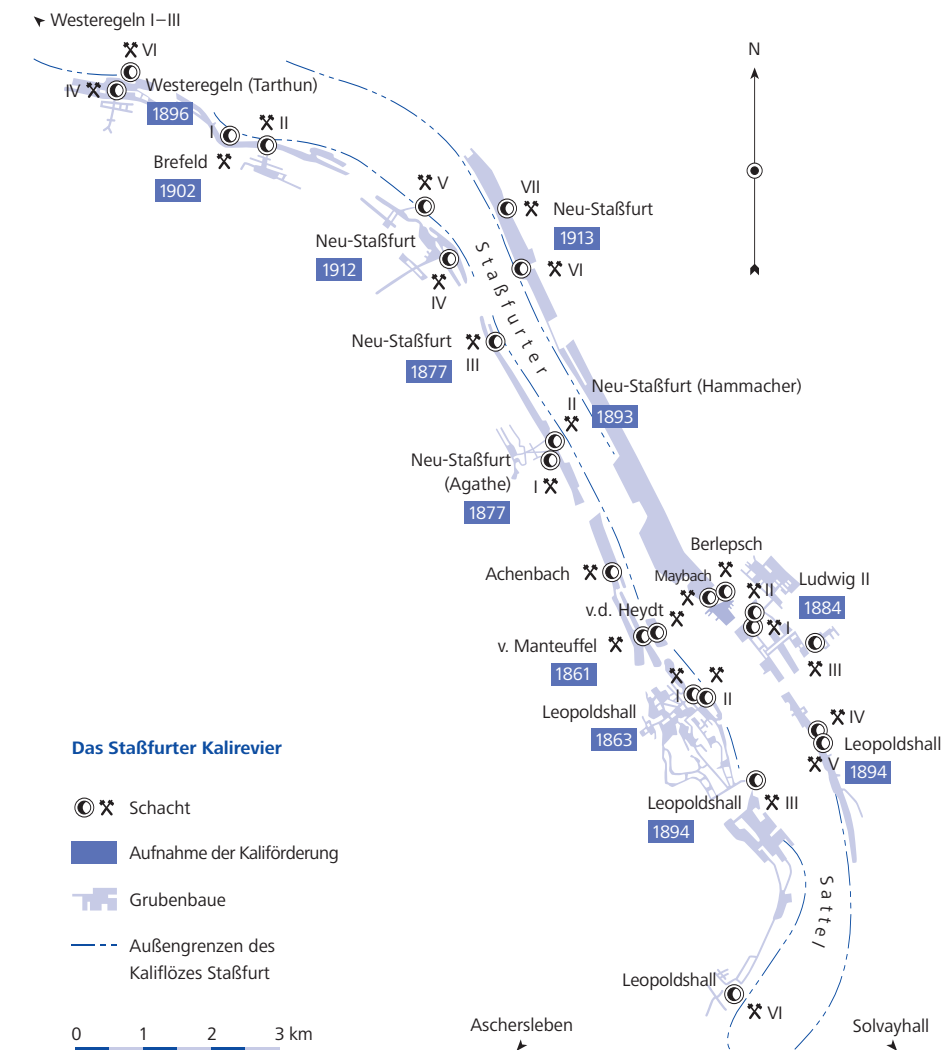 Westeregeln I–III
VI
IV
Westeregeln (Tarthun)
1896
N
I
II
Brefeld
1902
V
VII
Neu-Staßfurt
1913
Neu-Staßfurt
1912
IV
VI
Staßfurter
Neu-Staßfurt
1877
III
Neu-Staßfurt (Hammacher)
1893
II
Neu-Staßfurt
(Agathe)
I
1877
Berlepsch
Achenbach
Maybach
II
Ludwig II
1884
v.d. Heydt
I
v. Manteuffel
1861
III
I
II
Leopoldshall
1863
IV
Leopoldshall
V
1894
Leopoldshall
III
1894
Das Staßfurter Kalirevier
Schacht
Aufnahme der Kaliförderung
Grubenbaue
Außengrenzen des
Kaliflözes Staßfurt
Sattel
Leopoldshall
VI
0 1 2 3 km
Aschersleben
Solvayhall